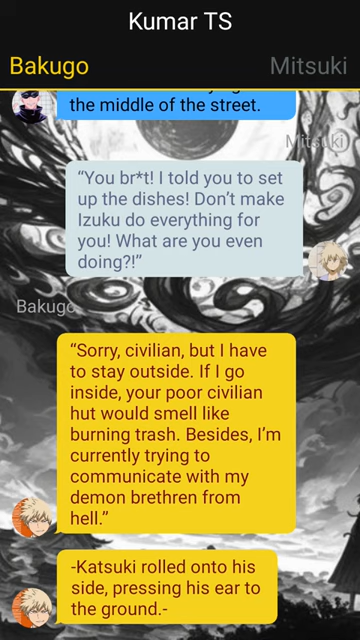 Kumar TS
Bakugo
Mitsuki
the middle of the street.
Mitsuki
“You br*t! I told you to set
up the dishes! Don’t make
Izuku do everything for
you! What are you even
doing?!”
Bakugo
“Sorry, civilian, but I have
to stay outside. If I go
inside, your poor civilian
hut would smell like
burning trash. Besides, I’m
currently trying to
communicate with my
demon brethren from
hell.”
-Katsuki rolled onto his
side, pressing his ear to
the ground.-